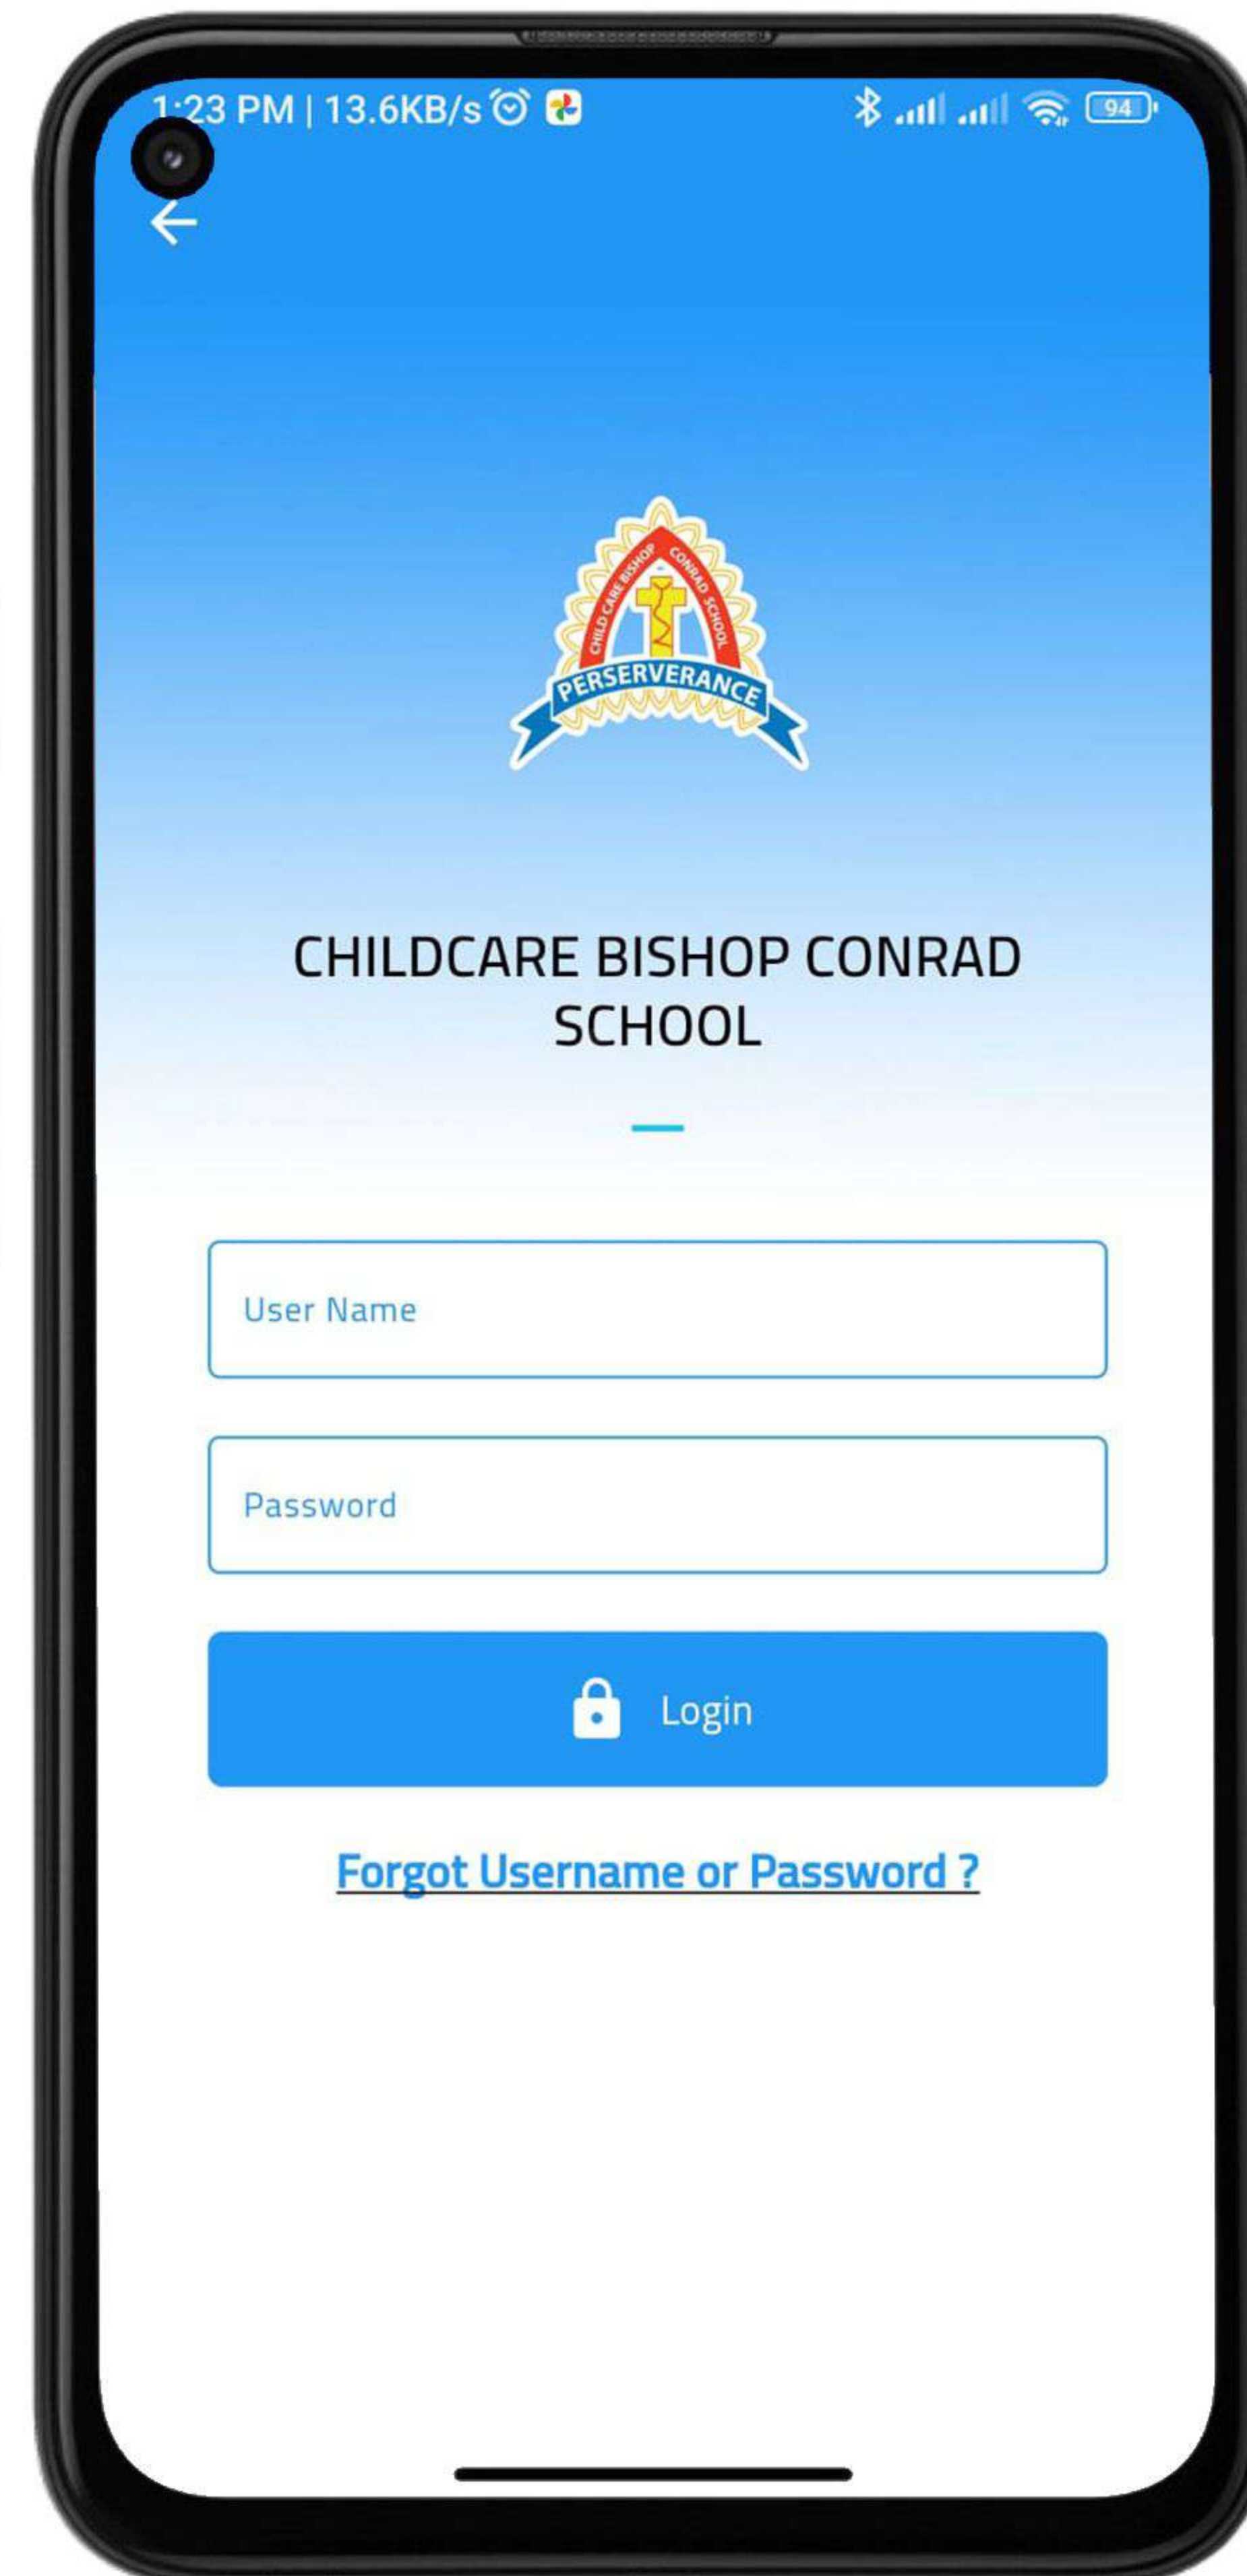 1:23 PM | 13.6KB/s
94
CHILD CARE BISHOP CONRAD SCHOOL
PERSERVERANCE
CHILDCARE BISHOP CONRAD
SCHOOL
User Name
Password
Login
Forgot Username or Password ?